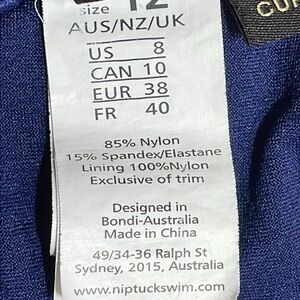 size 12
AUS/NZ/UK
US 8
CAN 10
EUR 38
FR 40
85% Nylon
15% Spandex/Elastane
Lining 100%Nylon
Exclusive of trim
Designed in
Bondi-Australia
Made in China
49/34-36 Ralph St
Sydney, 2015, Australia
www.niptuckswim.com